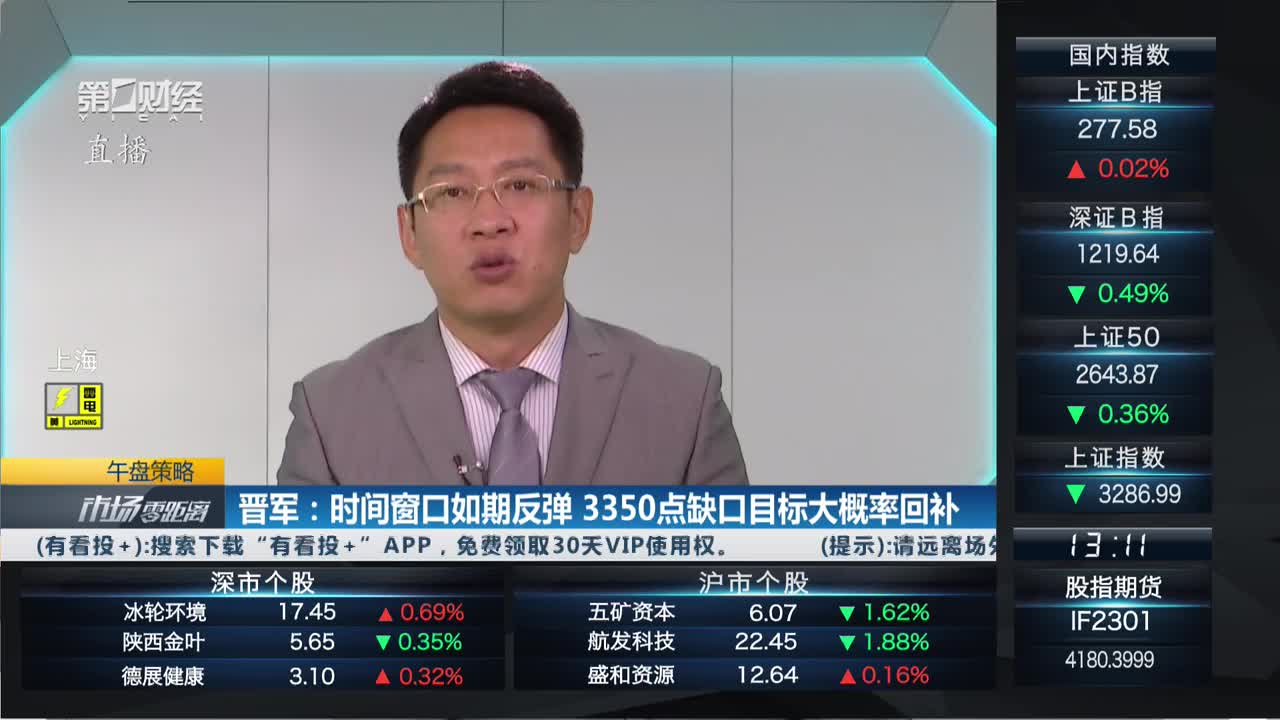 第一财经
YICAI
直播
上海
雷电
黄 LIGHTNING
午盘策略
市场零距离
晋军：时间窗口如期反弹 3350点缺口目标大概率回补
(有看投+):搜索下载“有看投+”APP，免费领取30天VIP使用权。 (提示):请远离场外
深市个股
冰轮环境 17.45 ▲ 0.69%
陕西金叶 5.65 ▼ 0.35%
德展健康 3.10 ▲ 0.32%
沪市个股
五矿资本 6.07 ▼ 1.62%
航发科技 22.45 ▼ 1.88%
盛和资源 12.64 ▲ 0.16%
国内指数
上证B指
277.58
▲ 0.02%
深证B指
1219.64
▼ 0.49%
上证50
2643.87
▼ 0.36%
上证指数
▼ 3286.99
13:11
股指期货
IF2301
4180.3999